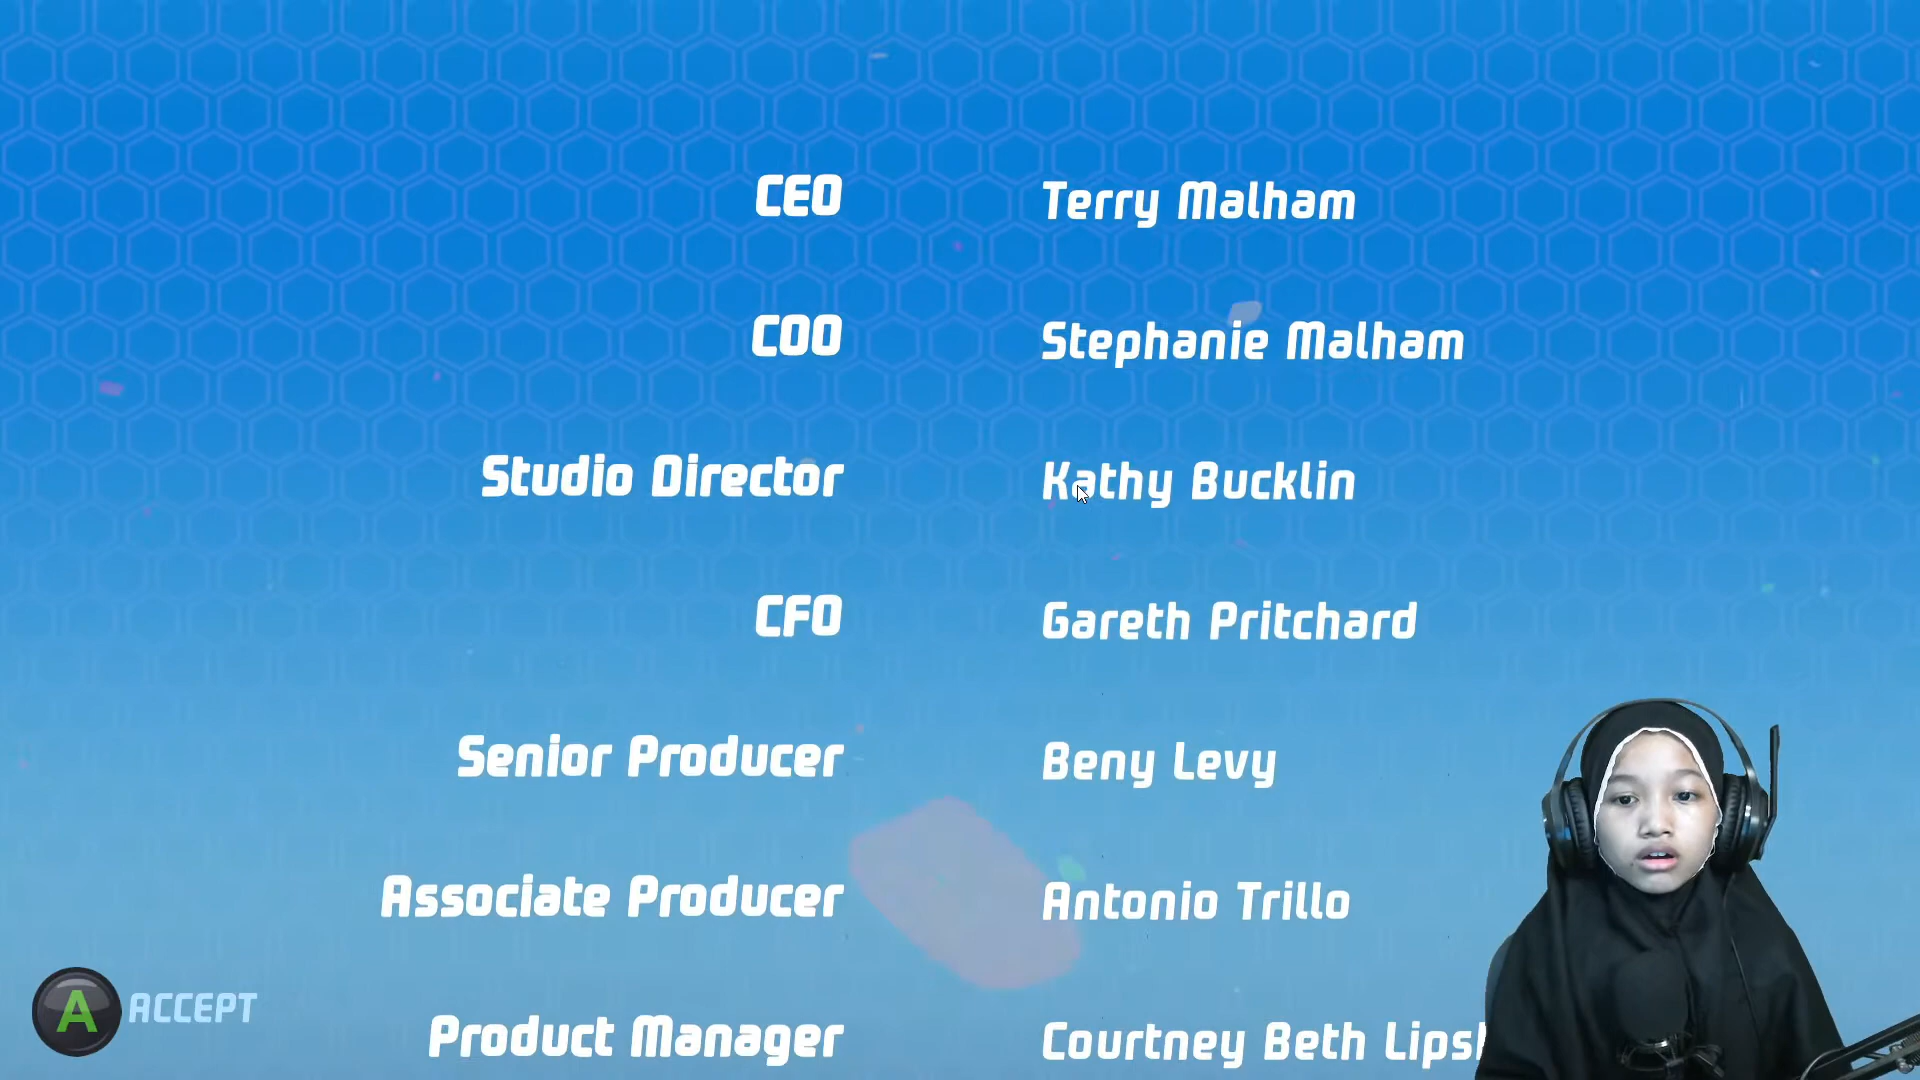 CEO Terry Malham
COO Stephanie Malham
Studio Director Kathy Bucklin
CFO Gareth Pritchard
Senior Producer Beny Levy
Associate Producer Antonio Trillo
A ACCEPT
Product Manager Courtney Beth